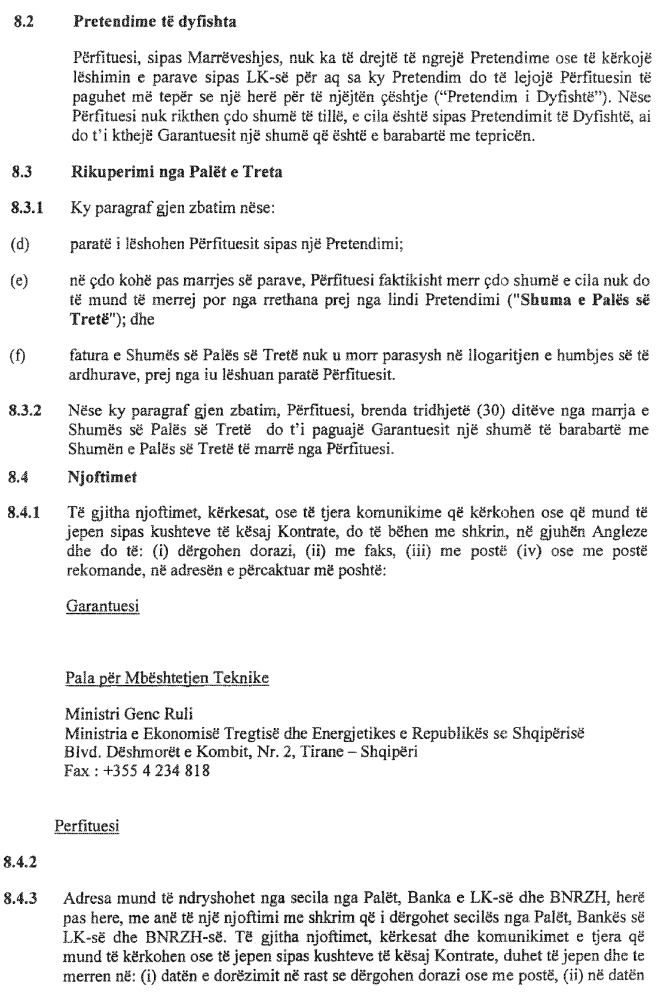 8.2 Pretendime të dyfishta
Përfituesi, sipas Marrëveshjes, nuk ka të drejtë të ngrejë Pretendime ose të kërkojë
lëshimin e parave sipas LK-së për aq sa ky Pretendim do të lejojë Përfituesin të
paguhet më tepër se një herë për të njëjtën çështje (“Pretendim i Dyfishtë”). Nëse
Përfituesi nuk rikthen çdo shumë të tillë, e cila është sipas Pretendimit të Dyfishtë, ai
do t’i kthejë Garantuesit një shumë që është e barabartë me tepricën.
8.3 Rikuperimi nga Palët e Treta
8.3.1 Ky paragraf gjen zbatim nëse:
(d) paratë i lëshohen Përfituesit sipas një Pretendimi;
(e) në çdo kohë pas marrjes së parave, Përfituesi faktikisht merr çdo shumë e cila nuk do
të mund të merrej por nga rrethana prej nga lindi Pretendimi ("Shuma e Palës së
Tretë"); dhe
(f) fatura e Shumës së Palës së Tretë nuk u morr parasysh në llogaritjen e humbjes së të
ardhurave, prej nga iu lëshuan paratë Përfituesit.
8.3.2 Nëse ky paragraf gjen zbatim, Përfituesi, brenda tridhjetë (30) ditëve nga marrja e
Shumës së Palës së Tretë do t’i paguajë Garantuesit një shumë të barabartë me
Shumën e Palës së Tretë të marrë nga Përfituesi.
8.4 Njoftimet
8.4.1 Të gjitha njoftimet, kërkesat, ose të tjera komunikime që kërkohen ose që mund të
jepen sipas kushteve të kësaj Kontrate, do të bëhen me shkrin, në gjuhën Angleze
dhe do të: (i) dërgohen dorazi, (ii) me faks, (iii) me postë (iv) ose me postë
rekomande, në adresën e përcaktuar më poshtë:
Garantuesi
Pala për Mbështetjen Teknike
Ministri Genc Ruli
Ministria e Ekonomisë Tregtisë dhe Energjetikes e Republikës se Shqipërisë
Blvd. Dëshmorët e Kombit, Nr. 2, Tirane – Shqipëri
Fax : +355 4 234 818
Perfituesi
8.4.2
8.4.3 Adresa mund të ndryshohet nga secila nga Palët, Banka e LK-së dhe BNRZH, herë
pas here, me anë të një njoftimi me shkrim që i dërgohet secilës nga Palët, Bankës së
LK-së dhe BNRZH-së. Të gjitha njoftimet, kërkesat dhe komunikimet e tjera që
mund të kërkohen ose të jepen sipas kushteve të kësaj Kontrate, duhet të jepen dhe te
merren në: (i) datën e dorëzimit në rast se dërgohen dorazi ose me postë, (ii) në datën